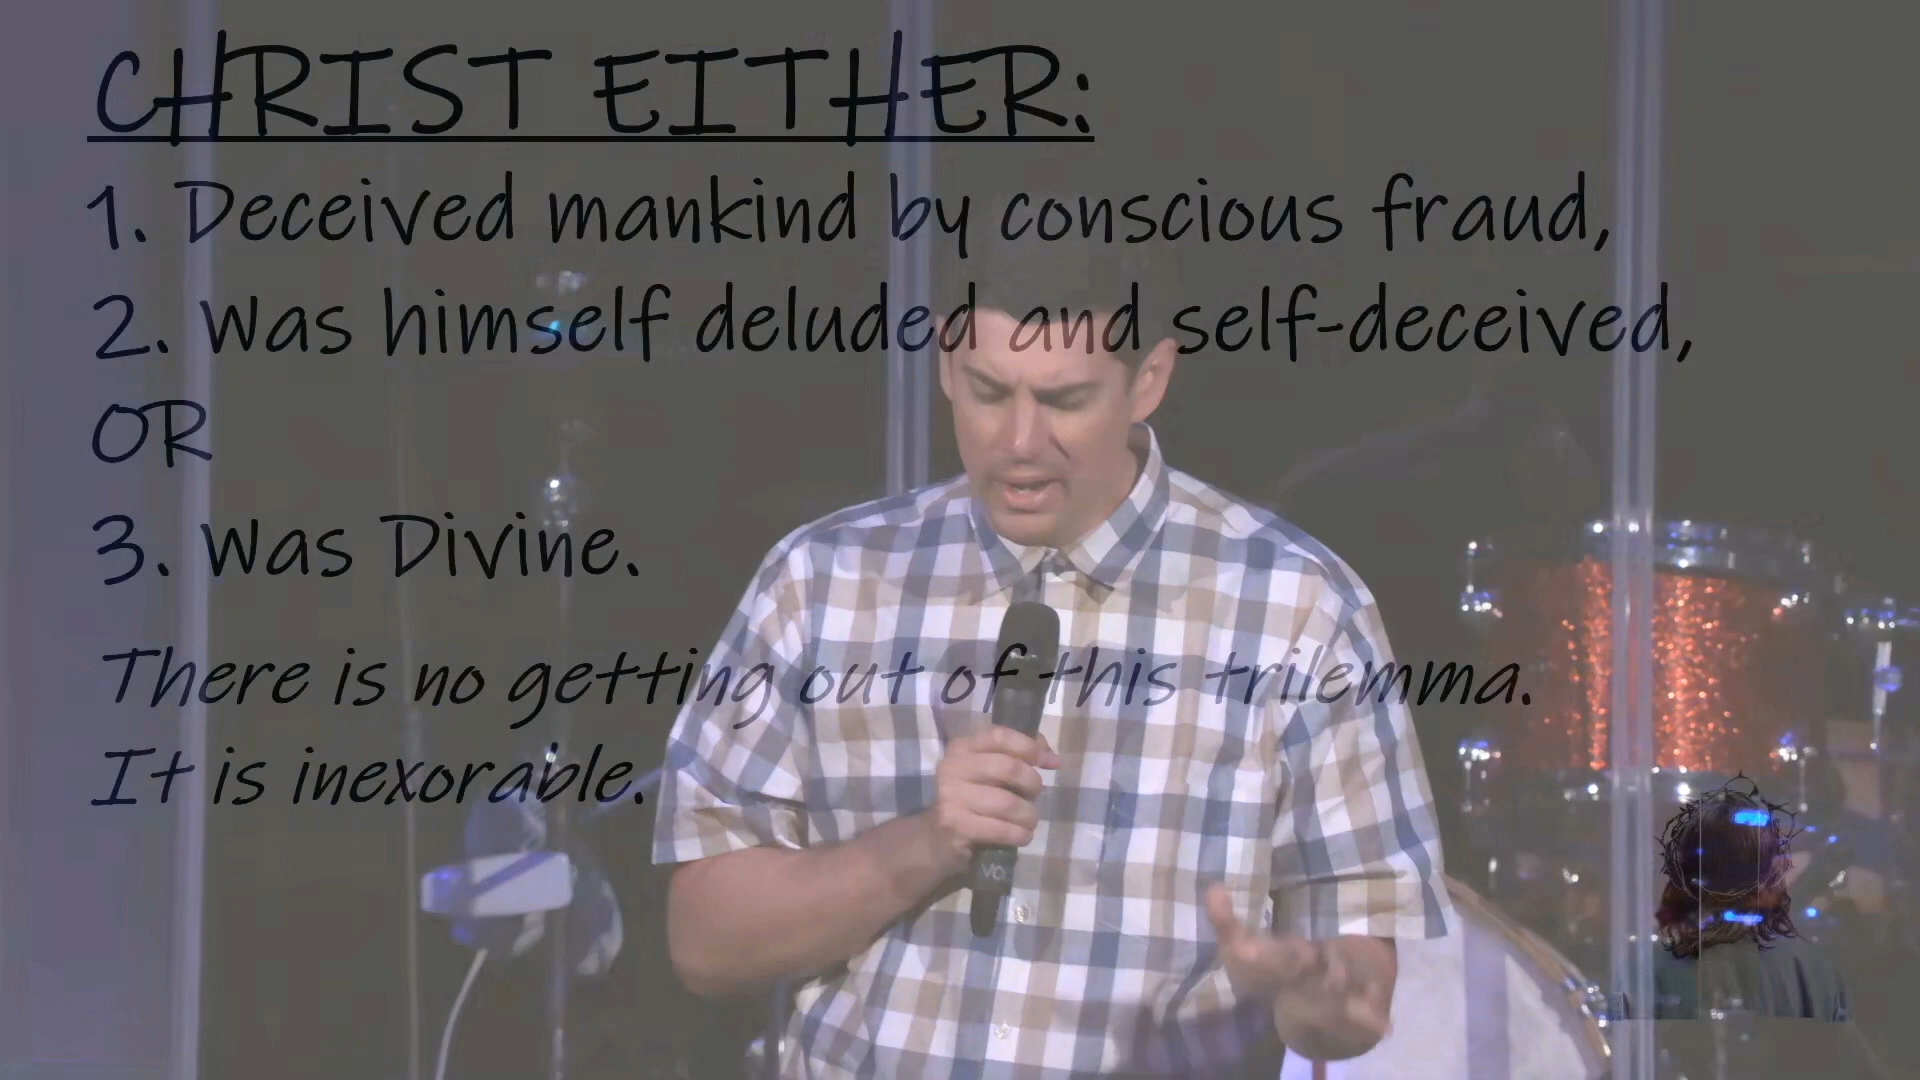 CHRIST EITHER:
1. Deceived mankind by conscious fraud,
2. Was himself deluded and self-deceived,
OR
3. Was Divine.
There is no getting out of this trilemma.
It is inexorable.